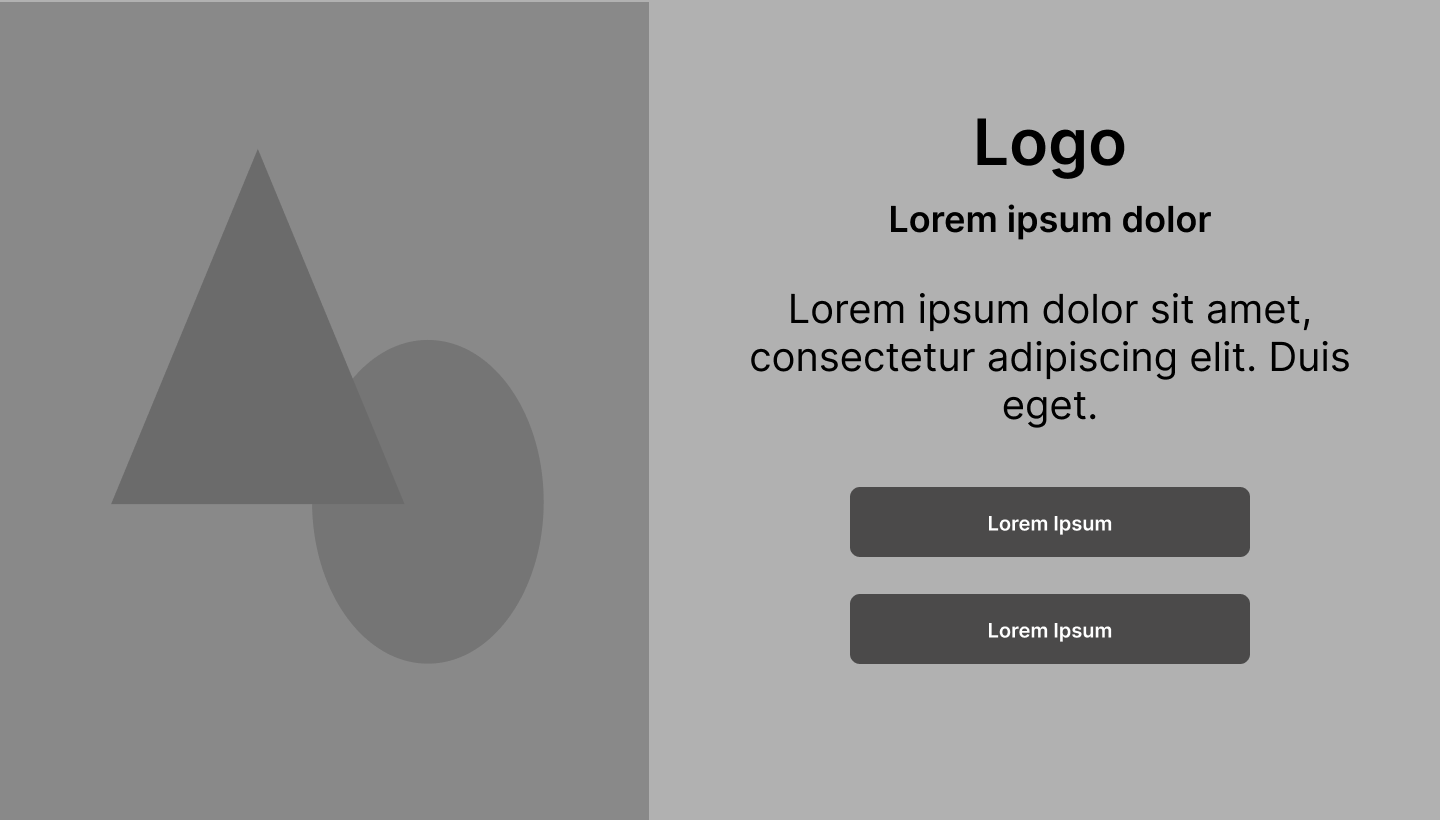 Logo
Lorem ipsum dolor
Lorem ipsum dolor sit amet,
consectetur adipiscing elit. Duis
eget.
Lorem Ipsum
Lorem Ipsum